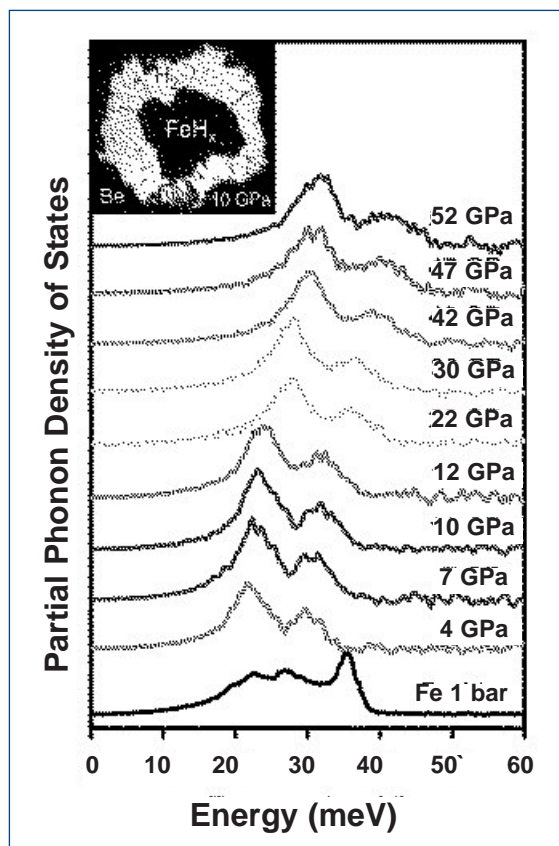 H
FeHx
Be
10 GPa
52 GPa
47 GPa
42 GPa
30 GPa
22 GPa
12 GPa
10 GPa
7 GPa
4 GPa
Fe 1 bar
Partial Phonon Density of States
0 10 20 30 40 50` 60
Energy (meV)